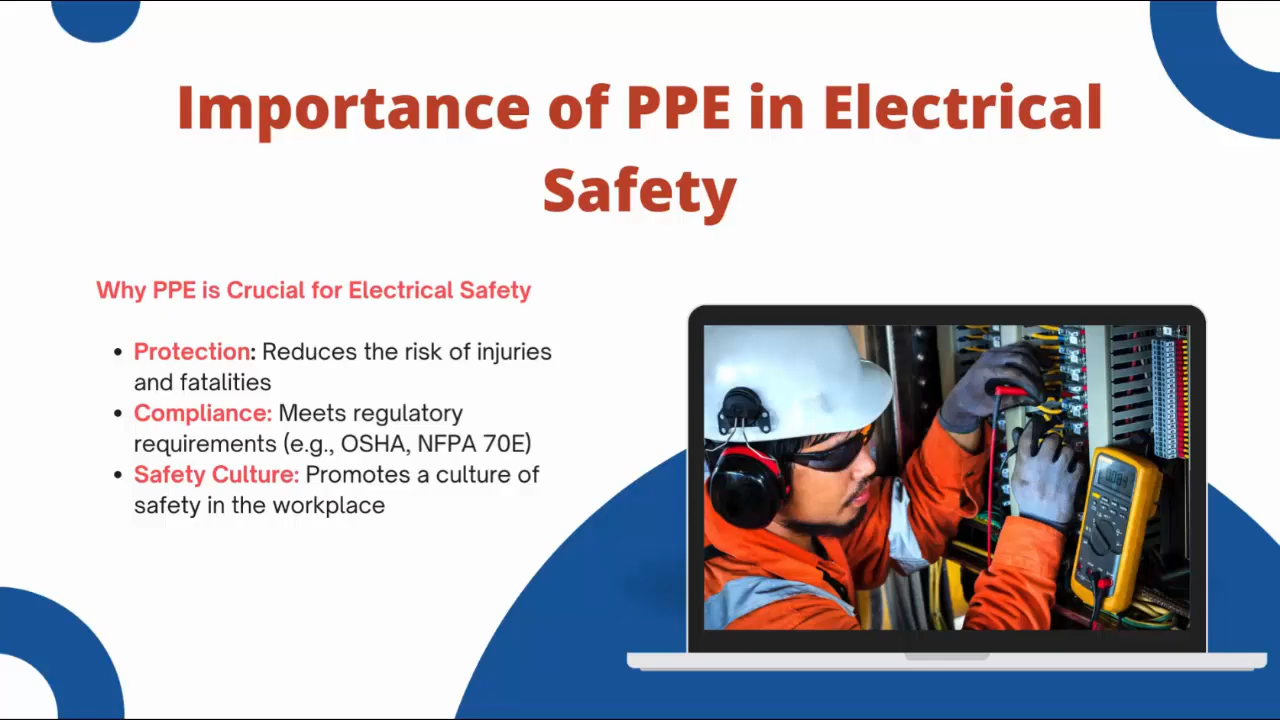 Importance of PPE in Electrical
Safety
Why PPE is Crucial for Electrical Safety
• Protection: Reduces the risk of injuries
and fatalities
• Compliance: Meets regulatory
requirements (e.g., OSHA, NFPA 70E)
• Safety Culture: Promotes a culture of
safety in the workplace